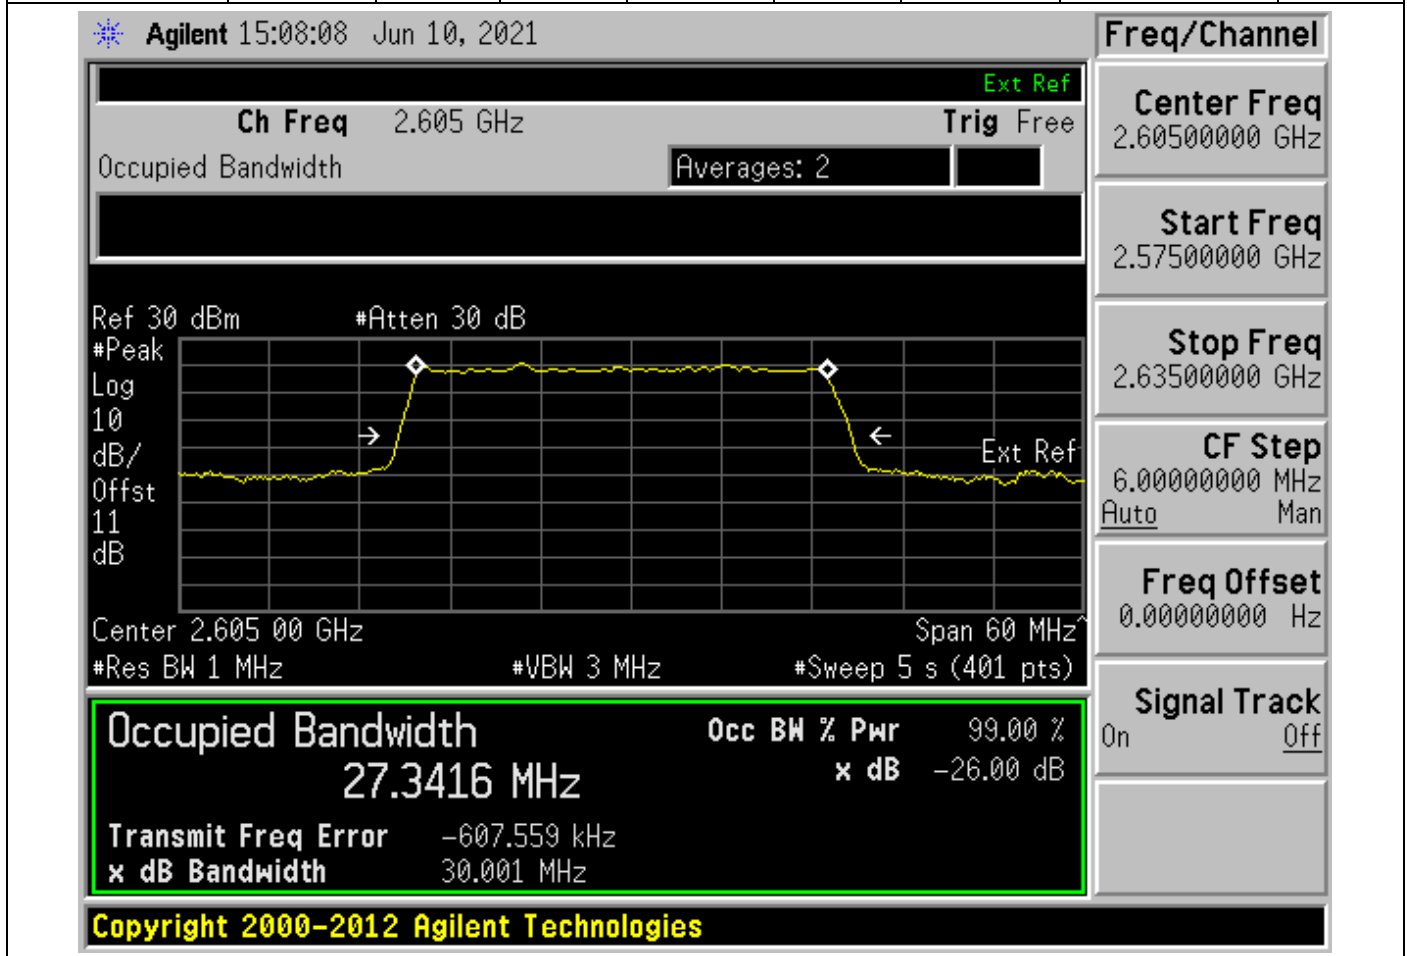 Agilent 15:08:08 Jun 10, 2021
Freq/Channel
Ext Ref
Ch Freq 2.605 GHz Trig Free
Occupied Bandwidth Averages: 2
Ref 30 dBm #Atten 30 dB
#Peak
Log
10
dB/
Offst
11
dB
Ext Ref
Center 2.605 00 GHz Span 60 MHz^
#Res BW 1 MHz #VBW 3 MHz #Sweep 5 s (401 pts)
Occupied Bandwidth Occ BW % Pwr 99.00 %
27.3416 MHz x dB -26.00 dB
Transmit Freq Error -607.559 kHz
x dB Bandwidth 30.001 MHz
Copyright 2000-2012 Agilent Technologies
Center Freq
2.60500000 GHz
Start Freq
2.57500000 GHz
Stop Freq
2.63500000 GHz
CF Step
6.00000000 MHz
Auto Man
Freq Offset
0.00000000 Hz
Signal Track
On Off